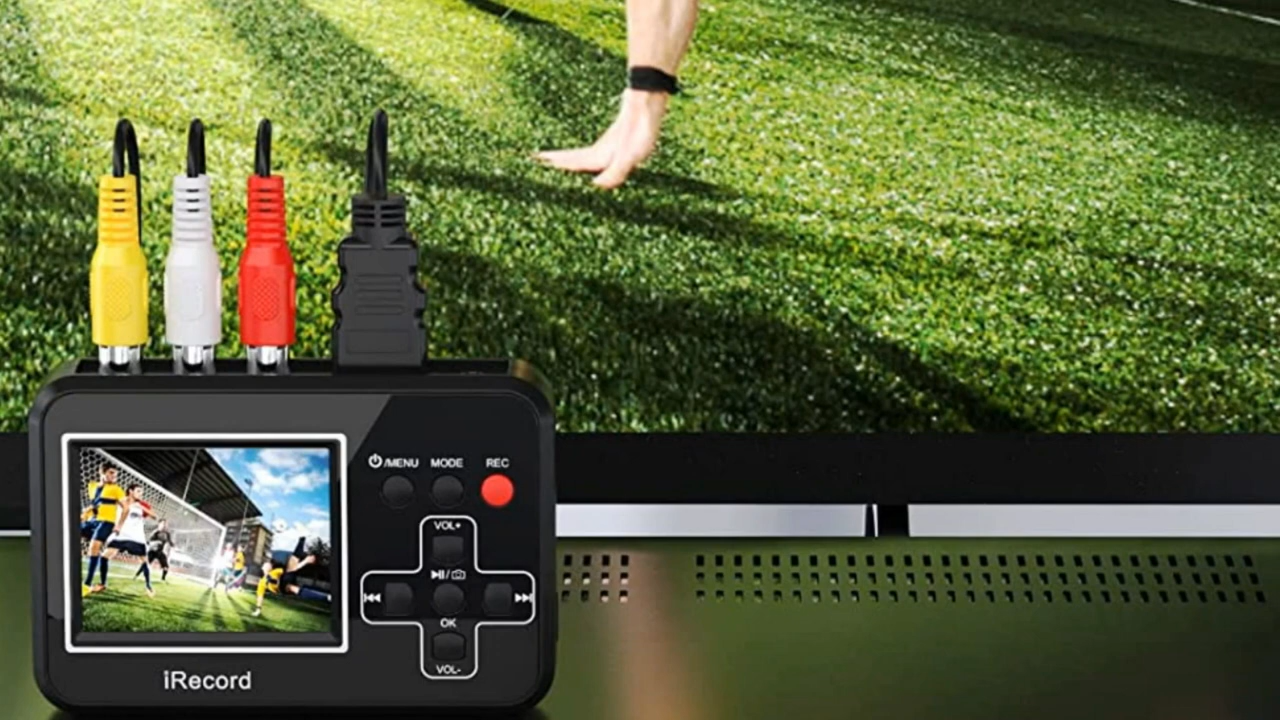 ⏻/MENU MODE REC
VOL+
⏯/📷
⏮ ⏭
OK
VOL-
iRecord